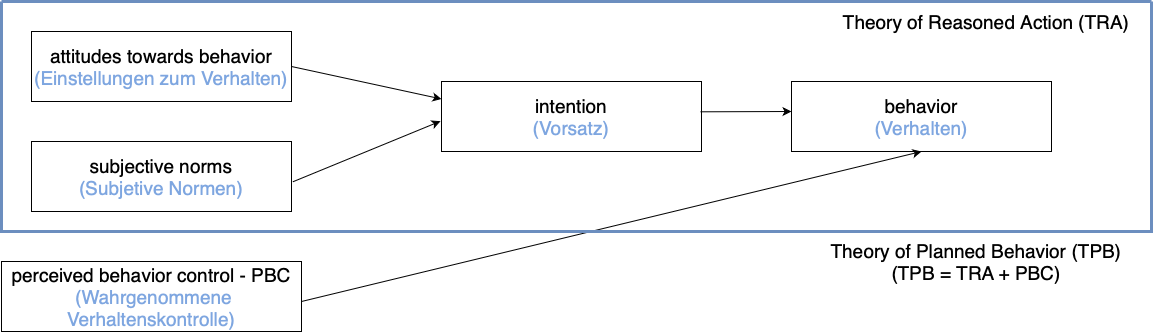 Theory of Reasoned Action (TRA)
attitudes towards behavior
(Einstellungen zum Verhalten)
intention
(Vorsatz)
behavior
(Verhalten)
subjective norms
(Subjetive Normen)
Theory of Planned Behavior (TPB)
(TPB = TRA + PBC)
perceived behavior control - PBC
(Wahrgenommene
Verhaltenskontrolle)